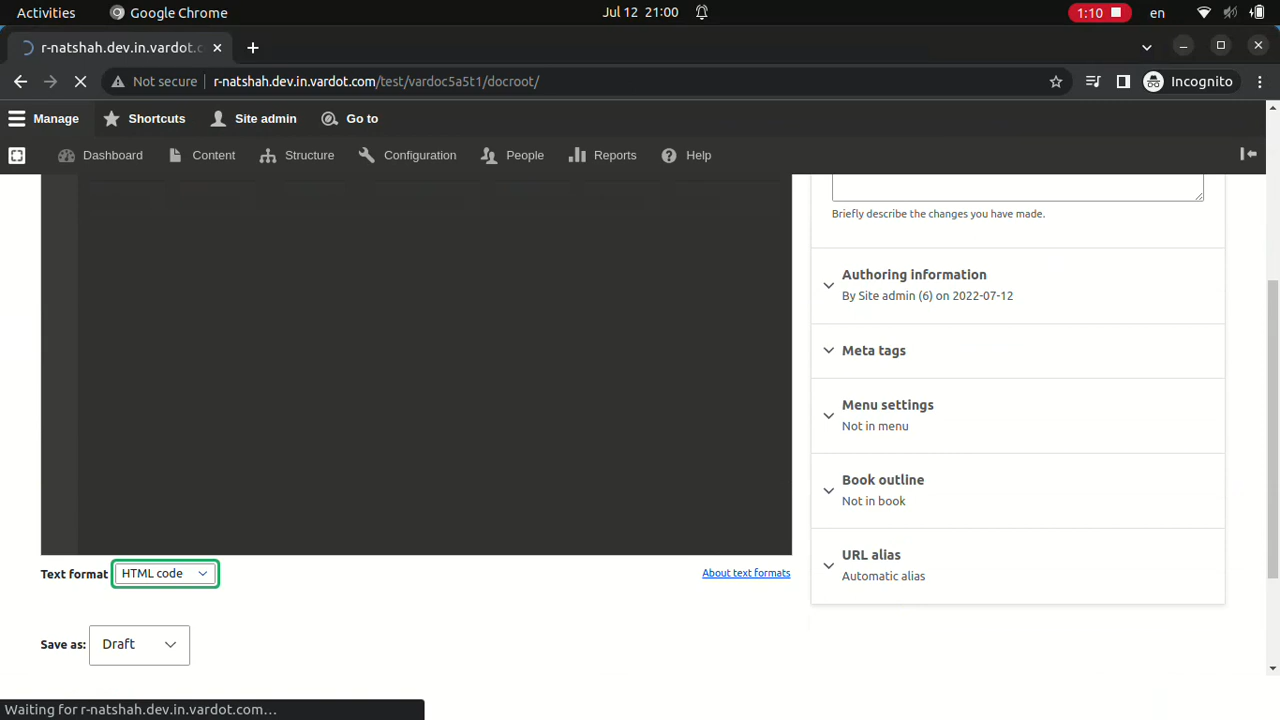 Activities
Google Chrome
Jul 12 21:00
1:10
en
r-natshah.dev.in.vardot.c
Not secure
r-natshah.dev.in.vardot.com/test/vardoc5a5t1/docroot/
Incognito
Manage
Shortcuts
Site admin
Go to
Dashboard
Content
Structure
Configuration
People
Reports
Help
Briefly describe the changes you have made.
Authoring information
By Site admin (6) on 2022-07-12
Meta tags
Menu settings
Not in menu
Book outline
Not in book
URL alias
Automatic alias
Text format
HTML code
About text formats
Save as:
Draft
Waiting for r-natshah.dev.in.vardot.com...